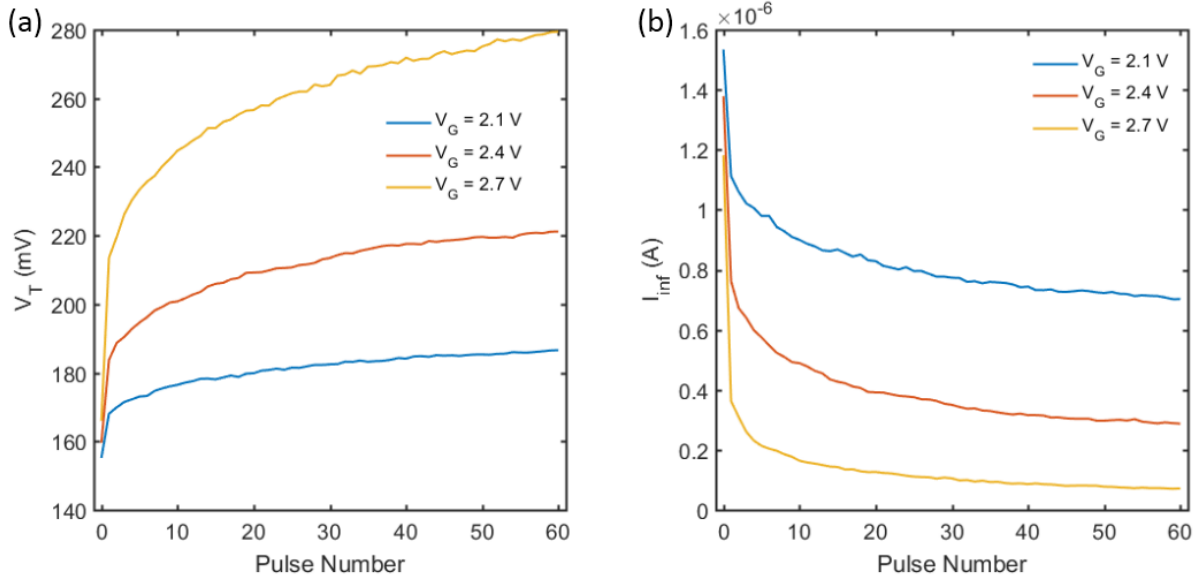 (a)
280
260
240
220
200
180
160
140
V_T (mV)
V_G = 2.1 V
V_G = 2.4 V
V_G = 2.7 V
0 10 20 30 40 50 60
Pulse Number
(b)
×10^-6
1.6
1.4
1.2
1
0.8
0.6
0.4
0.2
0
I_inf (A)
V_G = 2.1 V
V_G = 2.4 V
V_G = 2.7 V
0 10 20 30 40 50 60
Pulse Number